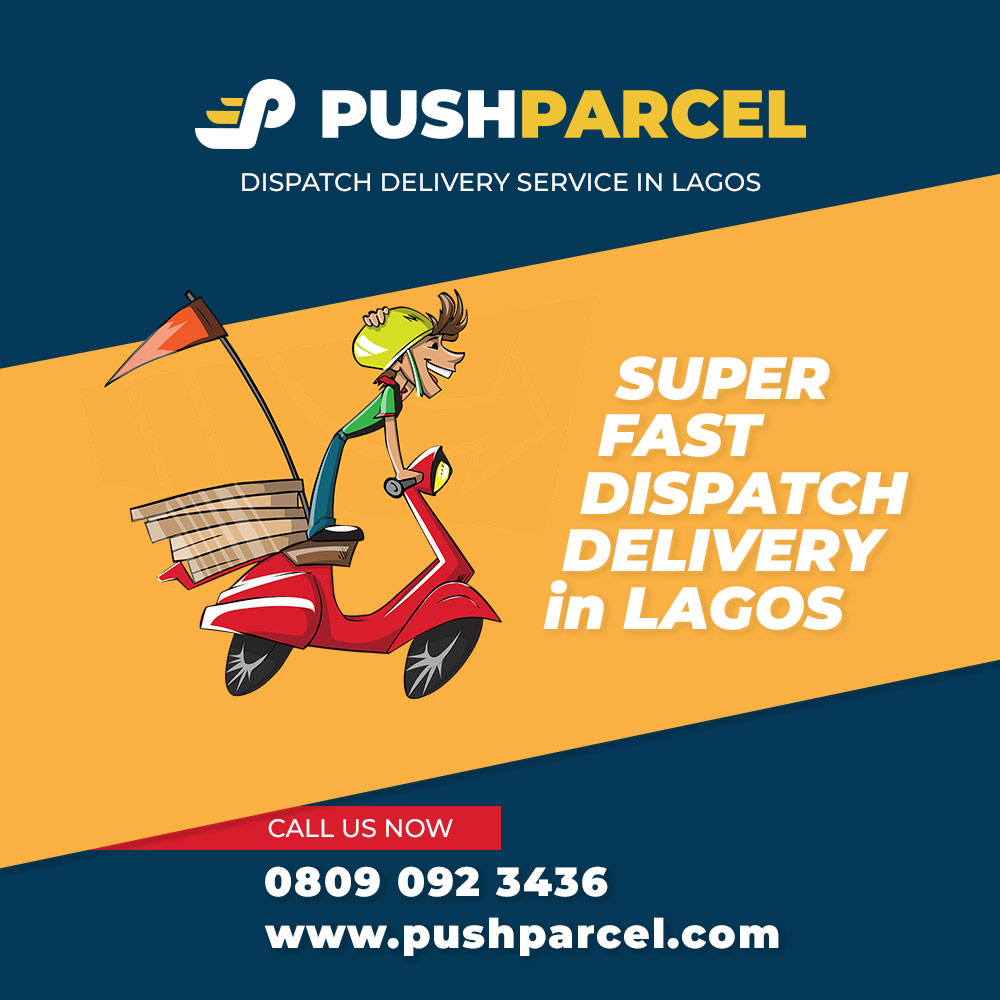 PUSHPARCEL
DISPATCH DELIVERY SERVICE IN LAGOS
SUPER
FAST
DISPATCH
DELIVERY
in LAGOS
CALL US NOW
0809 092 3436
www.pushparcel.com